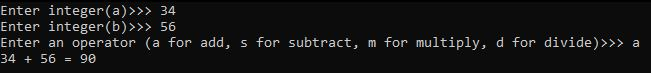 Enter integer(a)>>> 34
Enter integer(b)>>> 56
Enter an operator (a for add, s for subtract, m for multiply, d for divide)>>> a
34 + 56 = 90